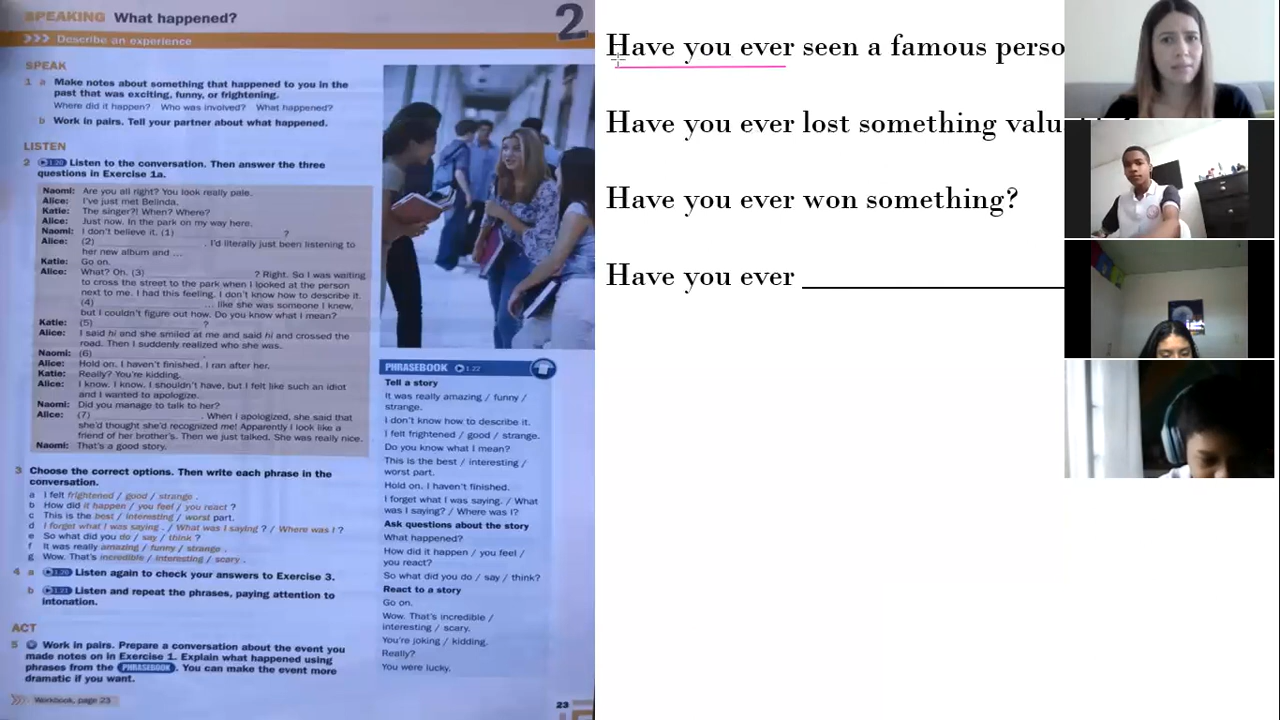 SPEAKING What happened?
2
>>> Describe an experience
SPEAK
1 a Make notes about something that happened to you in the
past that was exciting, funny, or frightening.
Where did it happen? Who was involved? What happened?
b Work in pairs. Tell your partner about what happened.
LISTEN
2 1.20 Listen to the conversation. Then answer the three
questions in Exercise 1a.
Naomi: Are you all right? You look really pale.
Alice: I've just met Belinda.
Katie: The singer?! When? Where?
Alice: Just now. In the park on my way here.
Naomi: I don't believe it. (1) ____________ ?
Alice: (2) ____________ . I'd literally just been listening to
her new album and ...
Katie: Go on.
Alice: What? Oh. (3) ____________ ? Right. So I was waiting
to cross the street to the park when I looked at the person
next to me. I had this feeling. I don't know how to describe it.
(4) ____________ ... like she was someone I knew,
but I couldn't figure out how. Do you know what I mean?
Katie: (5) ____________ ?
Alice: I said hi and she smiled at me and said hi and crossed the
road. Then I suddenly realized who she was.
Naomi: (6) ____________ .
Alice: Hold on. I haven't finished. I ran after her.
Katie: Really? You're kidding.
Alice: I know. I know. I shouldn't have, but I felt like such an idiot
and I wanted to apologize.
Naomi: Did you manage to talk to her?
Alice: (7) ____________ . When I apologized, she said that
she'd thought she'd recognized me! Apparently I look like a
friend of her brother's. Then we just talked. She was really nice.
Naomi: That's a good story.
3 Choose the correct options. Then write each phrase in the
conversation.
a I felt frightened / good / strange .
b How did it happen / you feel / you react ?
c This is the best / interesting / worst part.
d I forget what I was saying . / What was I saying ? / Where was I ?
e So what did you do / say / think ?
f It was really amazing / funny / strange .
g Wow. That's incredible / interesting / scary .
4 a 1.20 Listen again to check your answers to Exercise 3.
b 1.21 Listen and repeat the phrases, paying attention to
intonation.
ACT
5 Work in pairs. Prepare a conversation about the event you
made notes on in Exercise 1. Explain what happened using
phrases from the PHRASEBOOK . You can make the event more
dramatic if you want.
>>> Workbook, page 23
PHRASEBOOK 1.22
Tell a story
It was really amazing / funny /
strange.
I don't know how to describe it.
I felt frightened / good / strange.
Do you know what I mean?
This is the best / interesting /
worst part.
Hold on. I haven't finished.
I forget what I was saying. / What
was I saying? / Where was I?
Ask questions about the story
What happened?
How did it happen / you feel /
you react?
So what did you do / say / think?
React to a story
Go on.
Wow. That's incredible /
interesting / scary.
You're joking / kidding.
Really?
You were lucky.
23
Have you ever seen a famous perso
Have you ever lost something valu
Have you ever won something?
Have you ever ____________